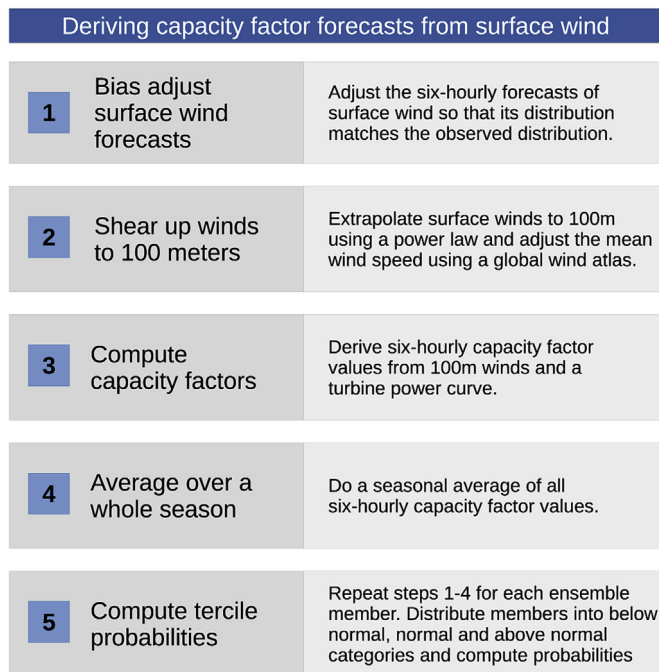 Deriving capacity factor forecasts from surface wind
1
Bias adjust
surface wind
forecasts
Adjust the six-hourly forecasts of
surface wind so that its distribution
matches the observed distribution.
2
Shear up winds
to 100 meters
Extrapolate surface winds to 100m
using a power law and adjust the mean
wind speed using a global wind atlas.
3
Compute
capacity factors
Derive six-hourly capacity factor
values from 100m winds and a
turbine power curve.
4
Average over a
whole season
Do a seasonal average of all
six-hourly capacity factor values.
5
Compute tercile
probabilities
Repeat steps 1-4 for each ensemble
member. Distribute members into below
normal, normal and above normal
categories and compute probabilities